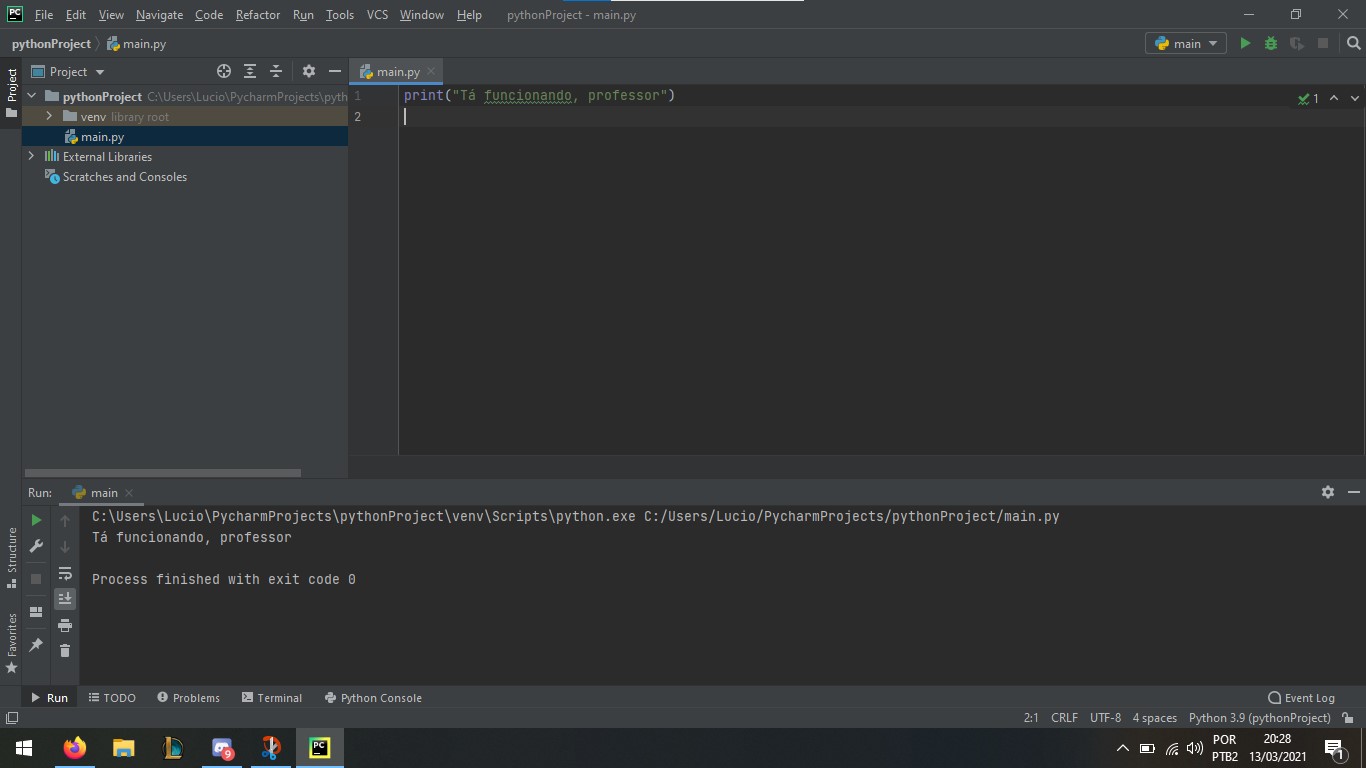 PC File Edit View Navigate Code Refactor Run Tools VCS Window Help pythonProject - main.py
pythonProject main.py main
Project main.py
Project
pythonProject C:\Users\Lucio\PycharmProjects\pyth
venv library root
main.py
External Libraries
Scratches and Consoles
1 print("Tá funcionando, professor") 1
2
Run: main
C:\Users\Lucio\PycharmProjects\pythonProject\venv\Scripts\python.exe C:/Users/Lucio/PycharmProjects/pythonProject/main.py
Tá funcionando, professor
Process finished with exit code 0
Structure
Favorites
Run TODO Problems Terminal Python Console Event Log
2:1 CRLF UTF-8 4 spaces Python 3.9 (pythonProject)
9 PC POR 20:28
PTB2 13/03/2021 1